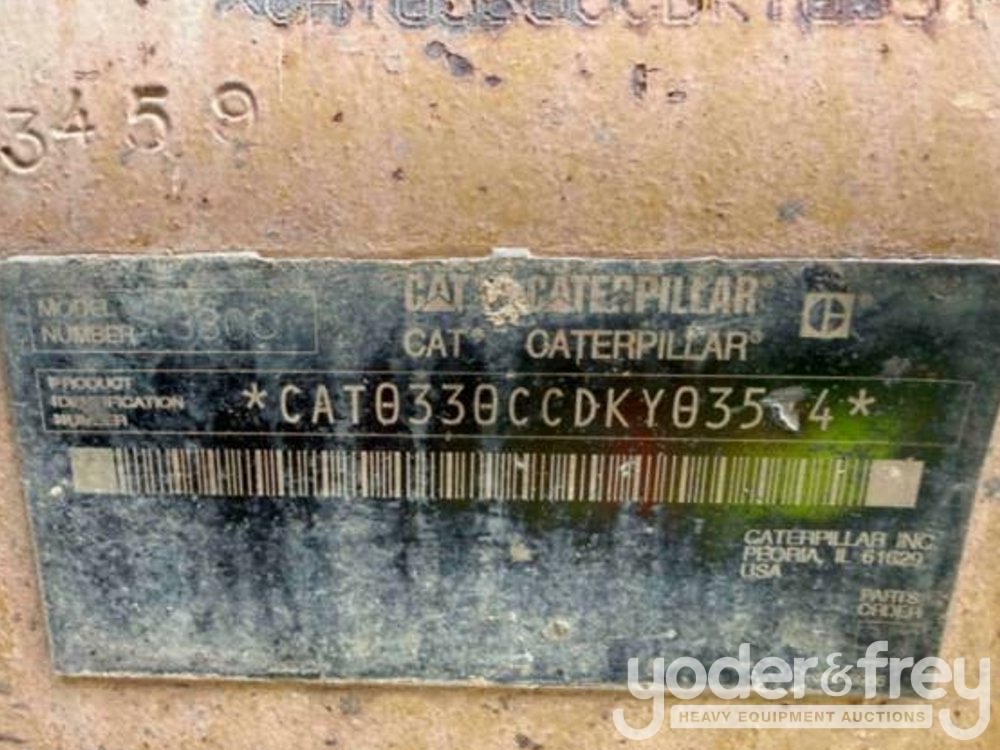 3459
CAT CATERPILLAR
MODEL NUMBER 330C
CAT® CATERPILLAR®
PRODUCT IDENTIFICATION NUMBER
CATERPILLAR INC.
PEORIA, IL 61629
USA
PARTS ORDER
yoder&frey
HEAVY EQUIPMENT AUCTIONS